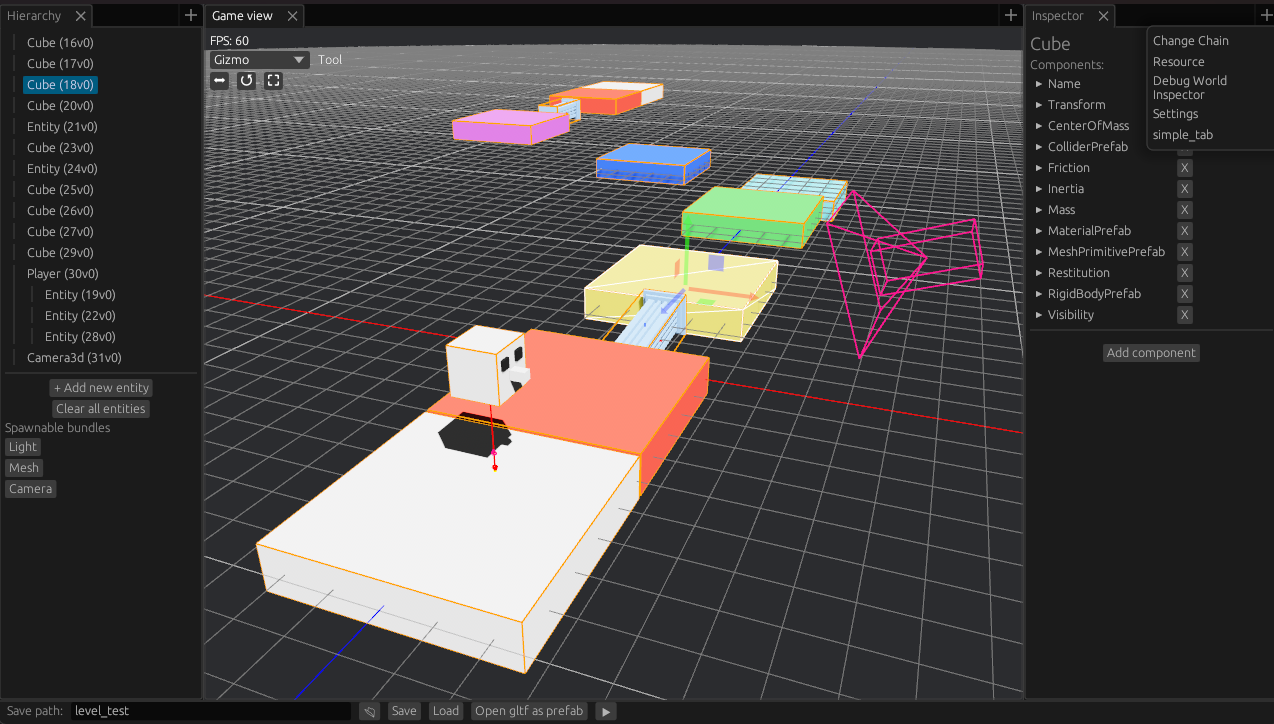 Hierarchy
Game view
Inspector
Cube (16v0)
Cube (17v0)
Cube (18v0)
Cube (20v0)
Entity (21v0)
Cube (23v0)
Entity (24v0)
Cube (25v0)
Cube (26v0)
Cube (27v0)
Cube (29v0)
Player (30v0)
Entity (19v0)
Entity (22v0)
Entity (28v0)
Camera3d (31v0)
+ Add new entity
Clear all entities
Spawnable bundles
Light
Mesh
Camera
FPS: 60
Gizmo
Tool
Cube
Components:
Name
Transform
CenterOfMass
ColliderPrefab
Friction X
Inertia X
Mass X
MaterialPrefab X
MeshPrimitivePrefab X
Restitution X
RigidBodyPrefab X
Visibility X
Add component
Change Chain
Resource
Debug World
Inspector
Settings
simple_tab
Save path: level_test Save Load Open gltf as prefab